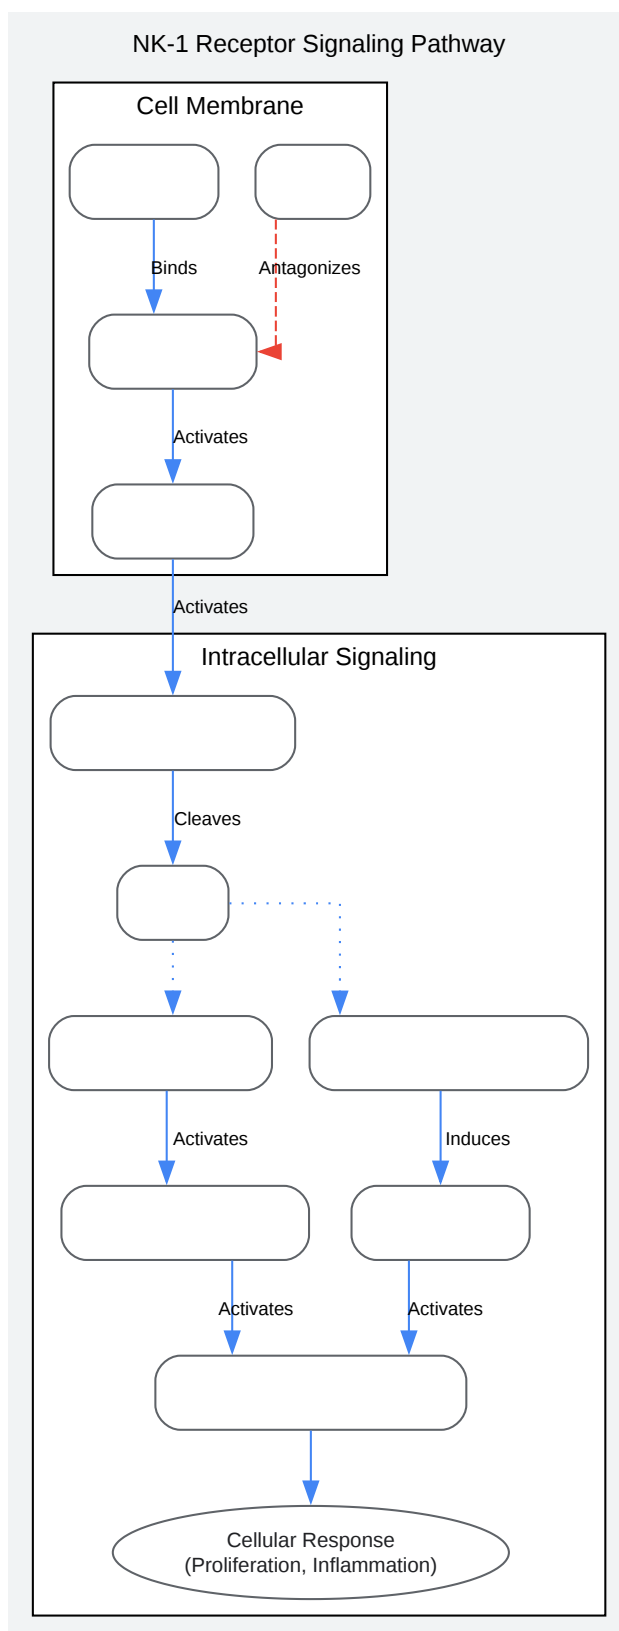 NK-1 Receptor Signaling Pathway
Cell Membrane
Binds
Antagonizes
Activates
Activates
Intracellular Signaling
Cleaves
Activates
Induces
Activates
Activates
Cellular Response
(Proliferation, Inflammation)